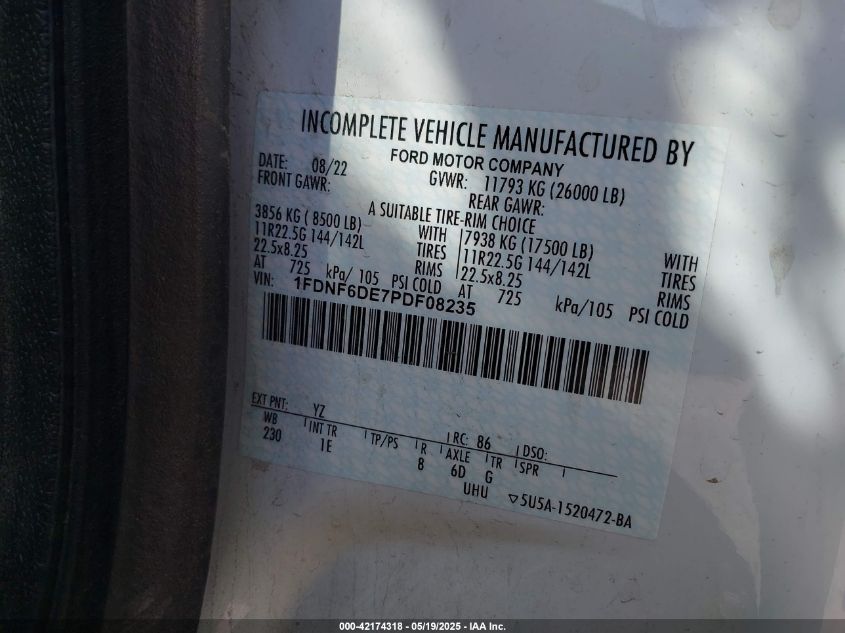 INCOMPLETE VEHICLE MANUFACTURED BY
FORD MOTOR COMPANY
DATE: 08/22 GVWR: 11793 KG (26000 LB)
FRONT GAWR: REAR GAWR:
A SUITABLE TIRE-RIM CHOICE
3856 KG ( 8500 LB) WITH 7938 KG (17500 LB) WITH
11R22.5G 144/142L TIRES 11R22.5G 144/142L TIRES
22.5x8.25 RIMS 22.5x8.25 RIMS
AT 725 kPa/ 105 PSI COLD AT 725 kPa/105 PSI COLD
VIN: 1FDNF6DE7PDF08235
EXT PNT: YZ RC: 86 DSO:
WB INT TR TP/PS R AXLE TR SPR
230 1E B 6D G
UHU 5U5A-1520472-BA
000-42174318 - 05/19/2025 - IAA Inc.